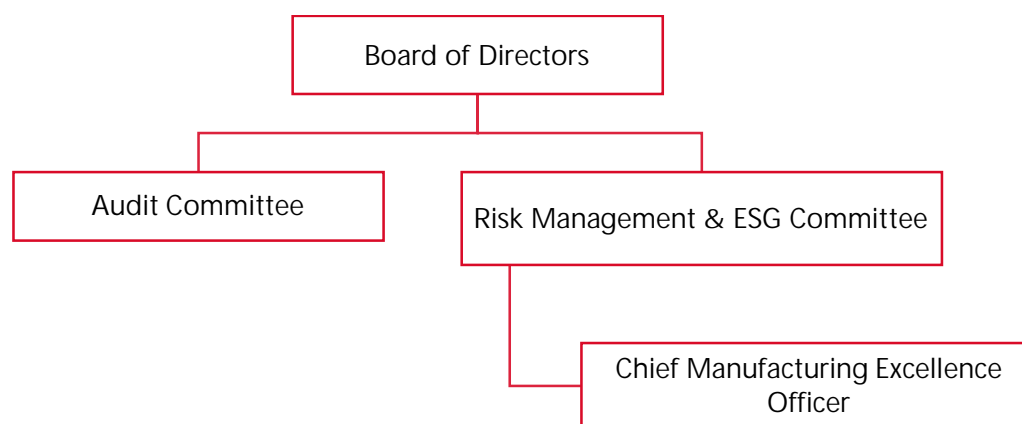 Board of Directors
Audit Committee
Risk Management & ESG Committee
Chief Manufacturing Excellence
Officer